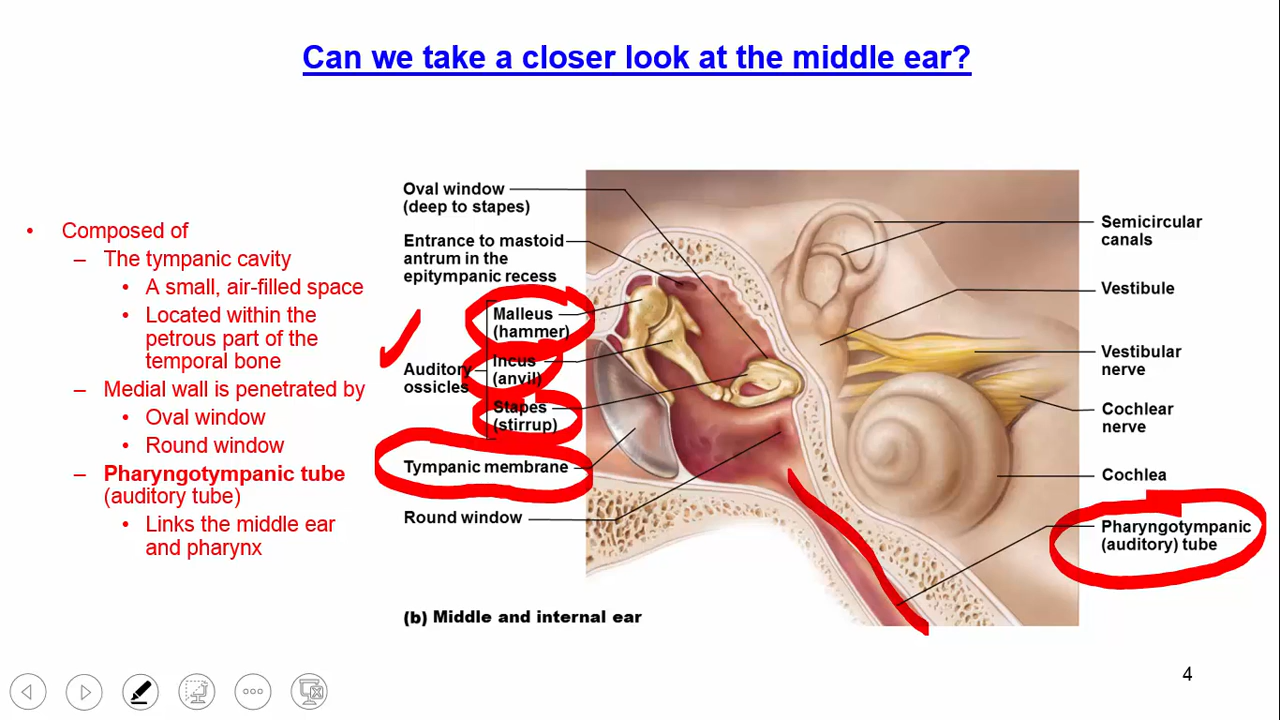 Can we take a closer look at the middle ear?
• Composed of
– The tympanic cavity
• A small, air-filled space
• Located within the
petrous part of the
temporal bone
– Medial wall is penetrated by
• Oval window
• Round window
– Pharyngotympanic tube
(auditory tube)
• Links the middle ear
and pharynx
Oval window
(deep to stapes)
Entrance to mastoid
antrum in the
epitympanic recess
Malleus
(hammer)
Auditory
ossicles
Incus
(anvil)
Stapes
(stirrup)
Tympanic membrane
Round window
Semicircular
canals
Vestibule
Vestibular
nerve
Cochlear
nerve
Cochlea
Pharyngotympanic
(auditory) tube
(b) Middle and internal ear
4